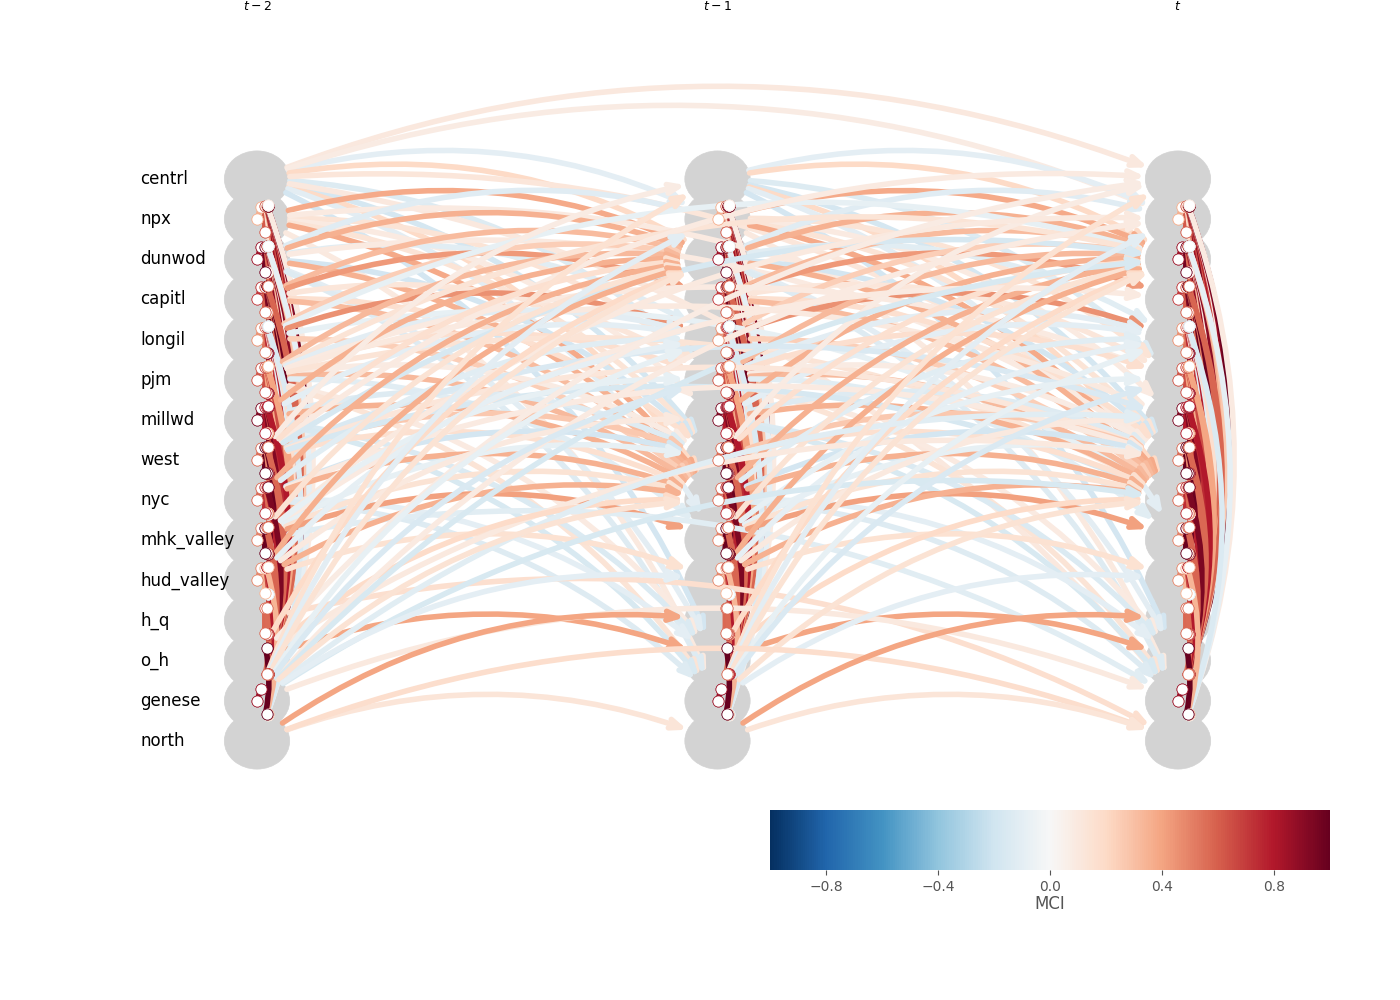 t − 2 t − 1 t
centrl
npx
dunwod
capitl
longil
pjm
millwd
west
nyc
mhk_valley
hud_valley
h_q
o_h
genese
north
−0.8 −0.4 0.0 0.4 0.8
MCI